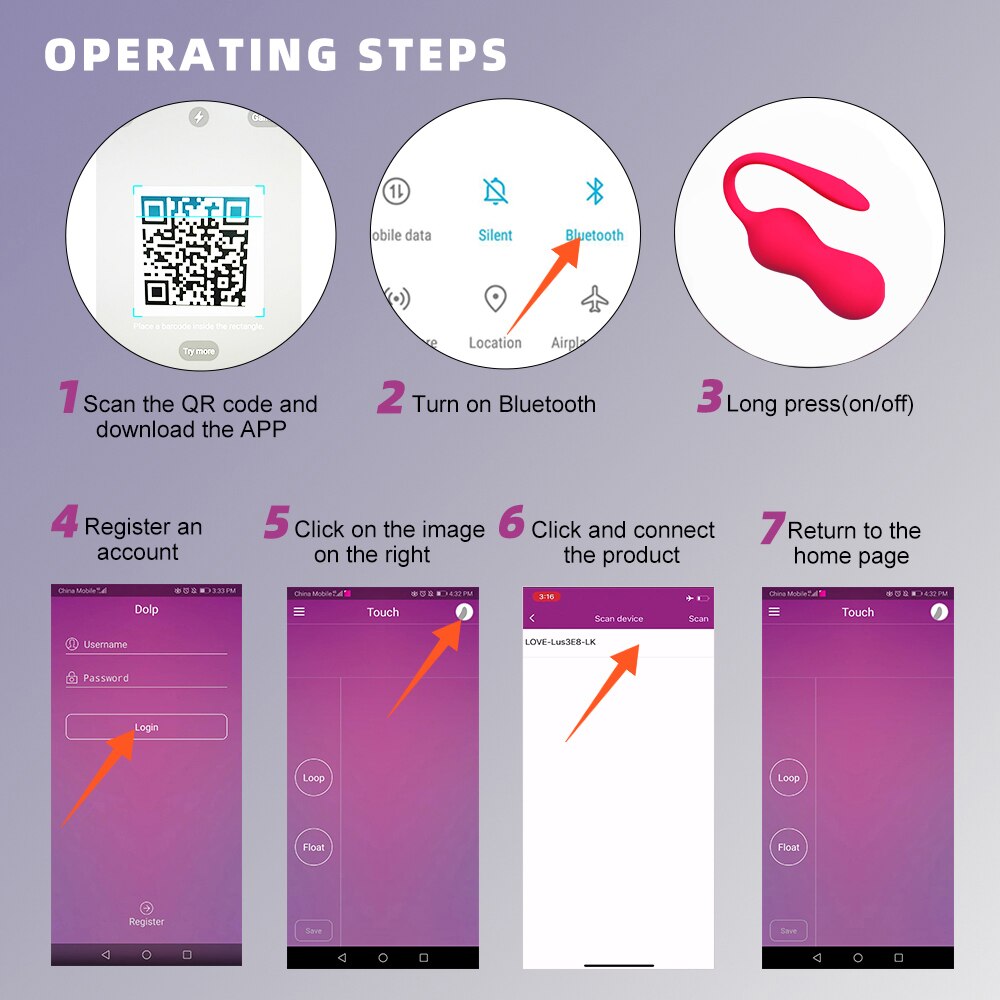 OPERATING STEPS
Place a barcode inside the rectangle
Try more
obile data
Silent
Bluetooth
Location
1 Scan the QR code and
download the APP
2 Turn on Bluetooth
3 Long press(on/off)
4 Register an
account
5 Click on the image
on the right
6 Click and connect
the product
7 Return to the
home page
China Mobile 3:33 PM
Dolp
Username
Password
Login
Register
China Mobile 4:32 PM
Touch
Loop
Float
Save
3:16
Scan device Scan
LOVE-Lus3E8-LK
China Mobile 4:32 PM
Touch
Loop
Float
Save